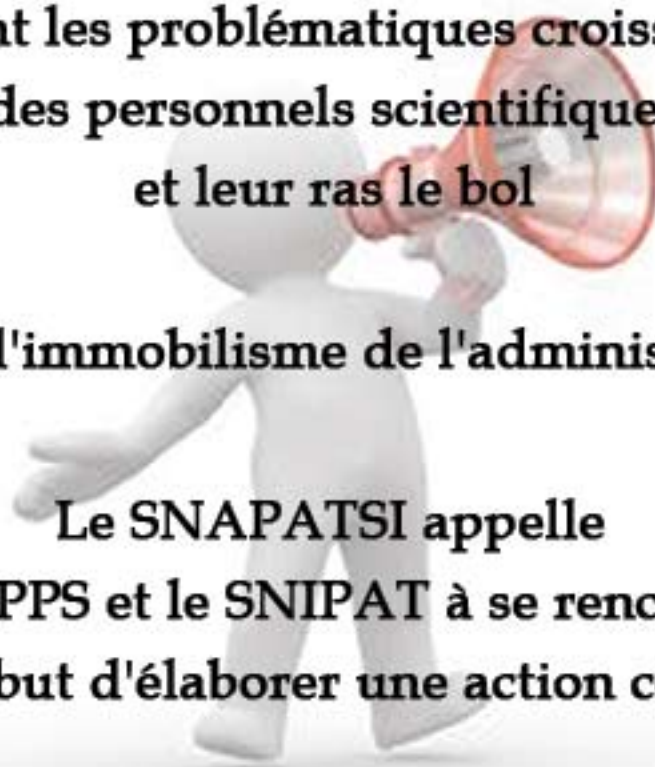 nt les problématiques croiss
des personnels scientifique
et leur ras le bol
l'immobilisme de l'adminis
Le SNAPATSI appelle
PPS et le SNIPAT à se renc
but d'élaborer une action c